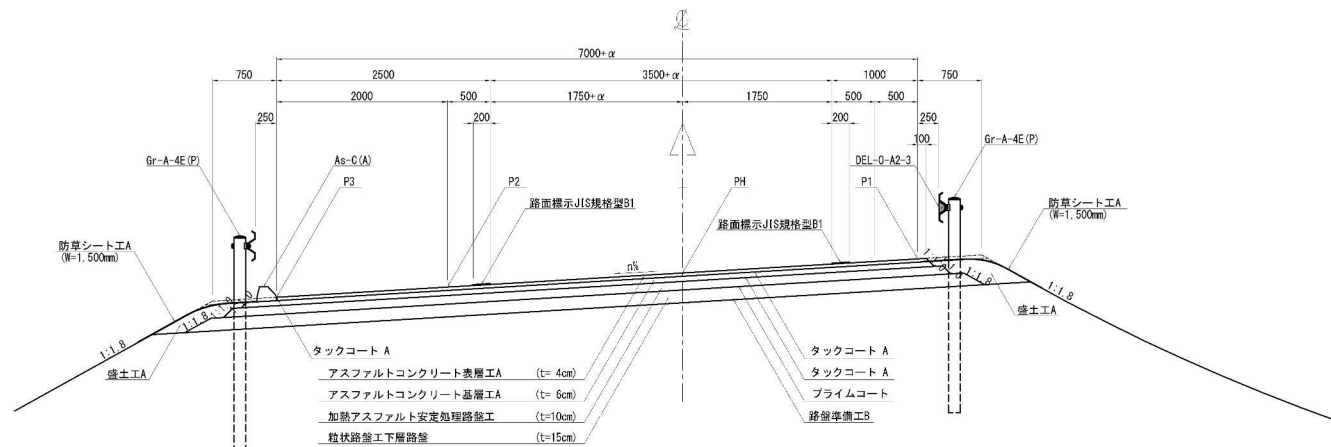 ℄
7000+α
750
2500
3500+α
1000
750
2000
500
1750+α
1750
500
500
250
200
200
250
100
Gr-A-4E(P)
As-C(A)
DEL-O-A2-3
Gr-A-4E(P)
P3
P2
PH
P1
路面標示JIS規格型B1
路面標示JIS規格型B1
防草シート工A
(W=1,500mm)
防草シート工A
(W=1,500mm)
n%
1:1.8
1:1.8
1:1.8
1:1.8
盛土工A
盛土工A
タックコート A
タックコート A
アスファルトコンクリート表層工A (t= 4cm)
タックコート A
アスファルトコンクリート基層工A (t= 6cm)
プライムコート
加熱アスファルト安定処理路盤工 (t=10cm)
路盤準備工B
粒状路盤工下層路盤 (t=15cm)